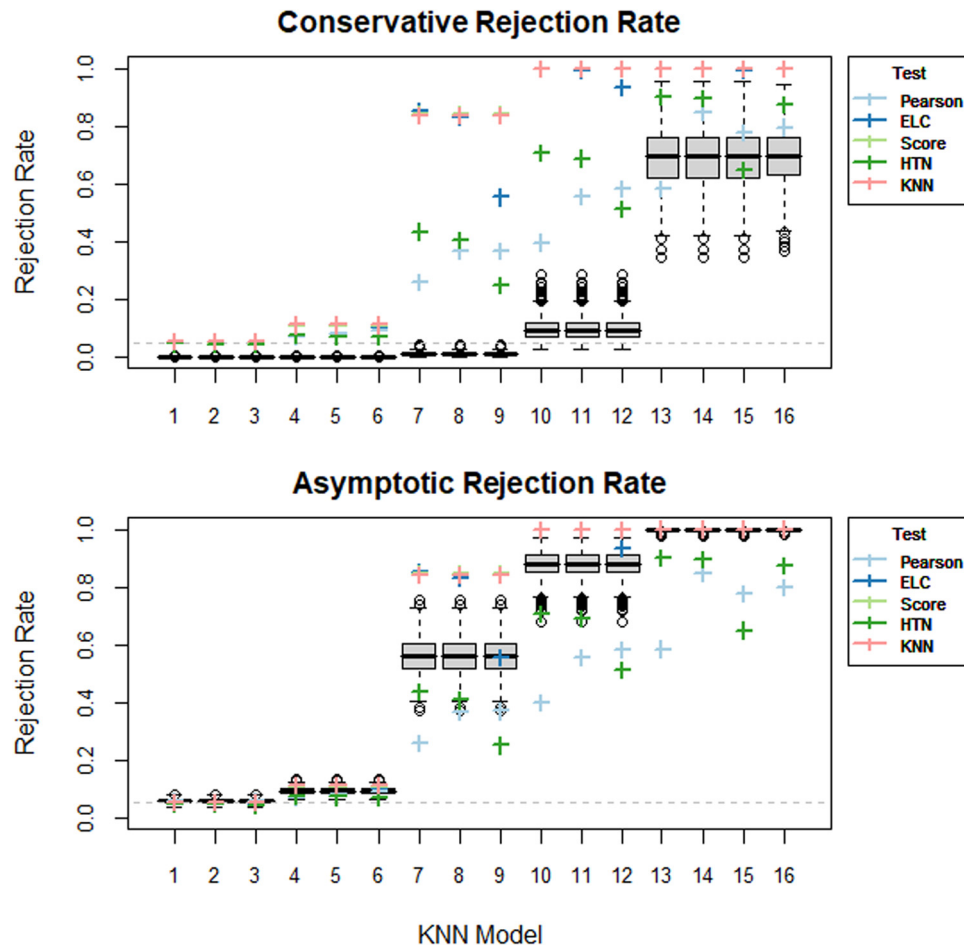 Conservative Rejection Rate
Rejection Rate
1.0
0.8
0.6
0.4
0.2
0.0
1 2 3 4 5 6 7 8 9 10 11 12 13 14 15 16
Test
Pearson
ELC
Score
HTN
KNN
Asymptotic Rejection Rate
Rejection Rate
1.0
0.8
0.6
0.4
0.2
0.0
1 2 3 4 5 6 7 8 9 10 11 12 13 14 15 16
Test
Pearson
ELC
Score
HTN
KNN
KNN Model